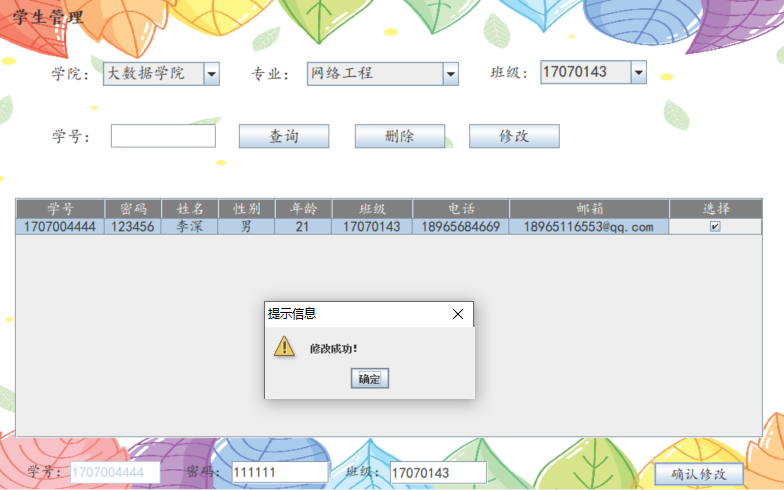 学生管理
学院： 大数据学院 专业： 网络工程 班级： 17070143
学号： 查询 删除 修改
学号 密码 姓名 性别 年龄 班级 电话 邮箱 选择
1707004444 123456 李深 男 21 17070143 18965684669 18965116553@qq.com
提示信息
修改成功!
确定
学号： 1707004444 密码： 111111 班级： 17070143 确认修改